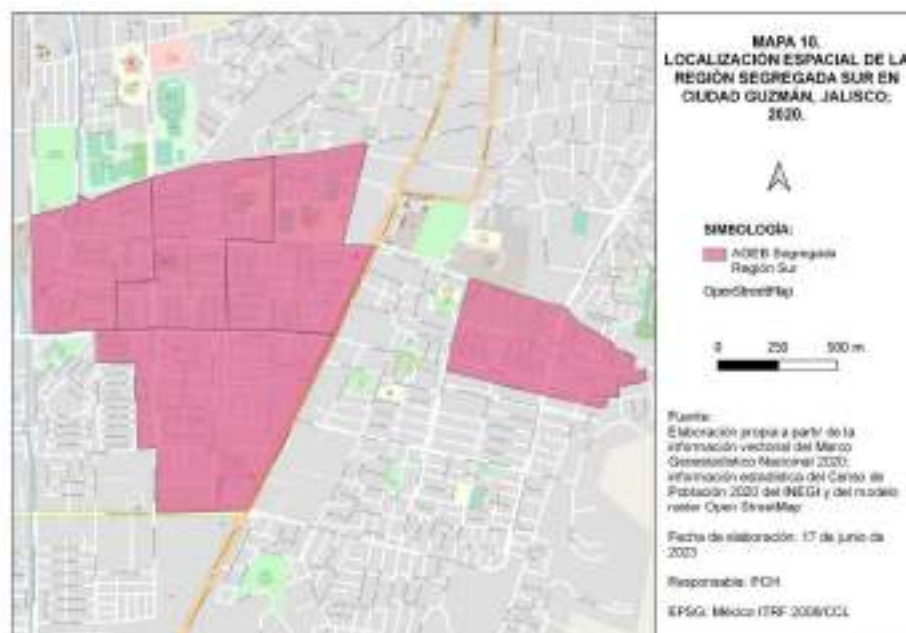 MAPA 10.
LOCALIZACIÓN ESPACIAL DE LA
REGIÓN SEGREGADA SUR EN
CIUDAD GUZMÁN, JALISCO;
2020.
SIMBOLOGÍA:
AGEB Segregada
Región Sur
OpenStreetMap
0 250 500 m
Fuente:
Elaboración propia a partir de la
información vectorial del Marco
Geoestadístico Nacional 2020;
información estadística del Censo de
Población 2020 del INEGI y del modelo
raster Open StreetMap
Fecha de elaboración: 17 de junio de
2023
Responsable: PCH
EPSG: México ITRF 2008/CCL